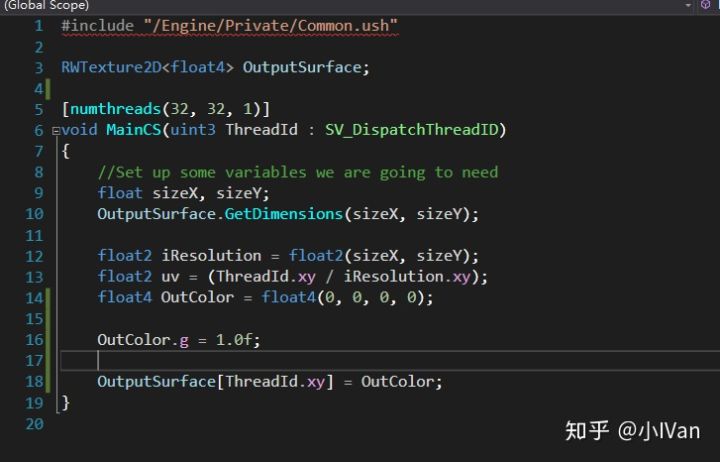 (Global Scope)
1 #include "/Engine/Private/Common.ush"
2
3 RWTexture2D<float4> OutputSurface;
4
5 [numthreads(32, 32, 1)]
6 void MainCS(uint3 ThreadId : SV_DispatchThreadID)
7 {
8 //Set up some variables we are going to need
9 float sizeX, sizeY;
10 OutputSurface.GetDimensions(sizeX, sizeY);
11
12 float2 iResolution = float2(sizeX, sizeY);
13 float2 uv = (ThreadId.xy / iResolution.xy);
14 float4 OutColor = float4(0, 0, 0, 0);
15
16 OutColor.g = 1.0f;
17
18 OutputSurface[ThreadId.xy] = OutColor;
19 }
20
知乎 @小IVan